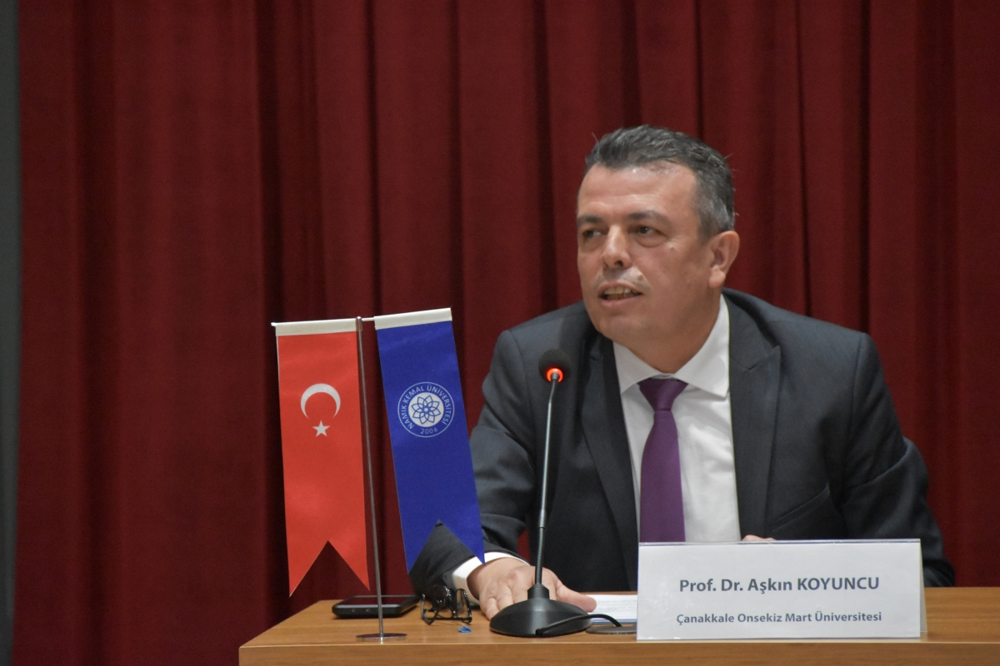 NAMIK KEMAL ÜNİVERSİTESİ
2006
Prof. Dr. Aşkın KOYUNCU
Çanakkale Onsekiz Mart Üniversitesi